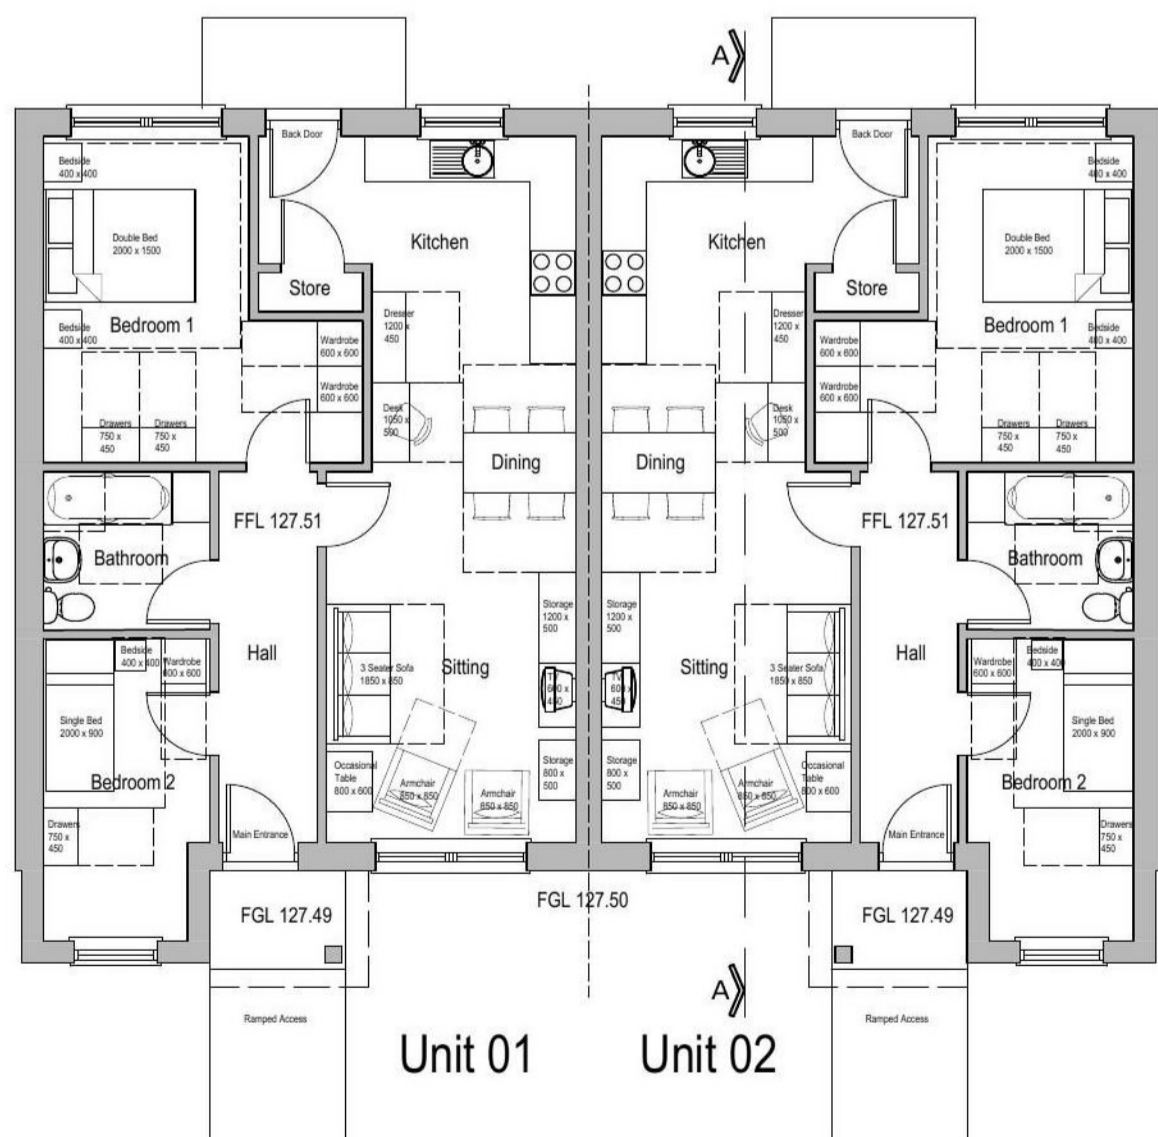 A
Back Door
Back Door
Bedside
400 x 400
Bedside
400 x 400
Double Bed
2000 x 1500
Kitchen
Kitchen
Double Bed
2000 x 1500
Store
Store
Bedroom 1
Bedside
400 x 400
Dresser
1200 x
450
Dresser
1200 x
450
Bedroom 1
Bedside
400 x 400
Wardrobe
600 x 600
Wardrobe
600 x 600
Wardrobe
600 x 600
Wardrobe
600 x 600
Drawers
750 x
450
Drawers
750 x
450
Desk
1050 x
500
Desk
1050 x
500
Drawers
750 x
450
Drawers
750 x
450
Dining
Dining
FFL 127.51
FFL 127.51
Bathroom
Bathroom
Storage
1200 x
500
Storage
1200 x
500
Bedside
400 x 400
Wardrobe
600 x 600
Hall
3 Seater Sofa
1850 x 850
Sitting
TV
600 x
450
TV
600 x
450
Sitting
3 Seater Sofa
1850 x 850
Hall
Wardrobe
600 x 600
Bedside
400 x 400
Single Bed
2000 x 900
Single Bed
2000 x 900
Bedroom 2
Occasional
Table
800 x 600
Armchair
850 x 850
Armchair
850 x 850
Storage
800 x
500
Storage
800 x
500
Armchair
850 x 850
Armchair
850 x 850
Occasional
Table
800 x 600
Bedroom 2
Drawers
750 x
450
Main Entrance
Main Entrance
Drawers
750 x
450
FGL 127.49
FGL 127.50
FGL 127.49
A
Ramped Access
Ramped Access
Unit 01
Unit 02